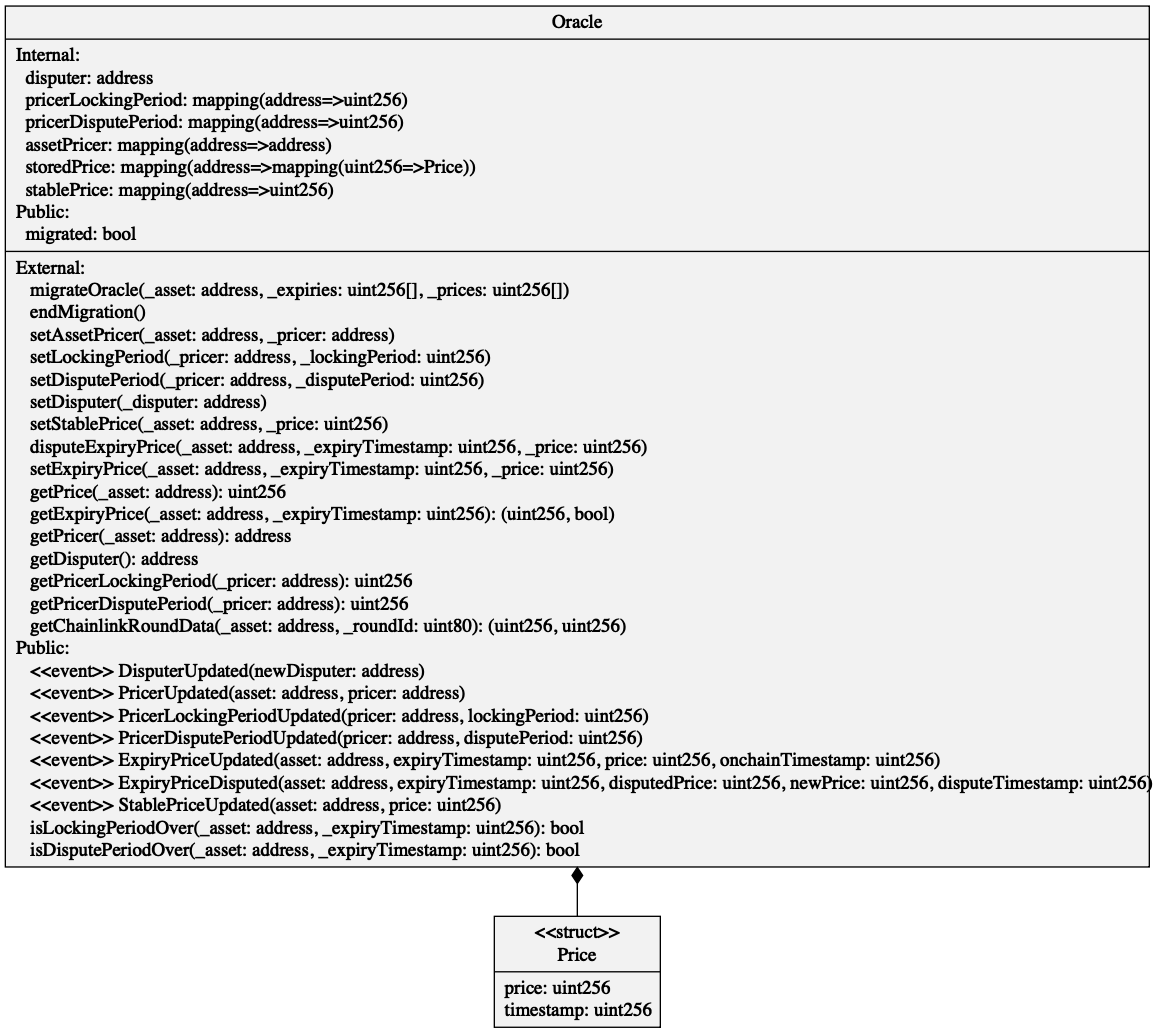 Oracle
Internal:
disputer: address
pricerLockingPeriod: mapping(address=>uint256)
pricerDisputePeriod: mapping(address=>uint256)
assetPricer: mapping(address=>address)
storedPrice: mapping(address=>mapping(uint256=>Price))
stablePrice: mapping(address=>uint256)
Public:
migrated: bool
External:
migrateOracle(_asset: address, _expiries: uint256[], _prices: uint256[])
endMigration()
setAssetPricer(_asset: address, _pricer: address)
setLockingPeriod(_pricer: address, _lockingPeriod: uint256)
setDisputePeriod(_pricer: address, _disputePeriod: uint256)
setDisputer(_disputer: address)
setStablePrice(_asset: address, _price: uint256)
disputeExpiryPrice(_asset: address, _expiryTimestamp: uint256, _price: uint256)
setExpiryPrice(_asset: address, _expiryTimestamp: uint256, _price: uint256)
getPrice(_asset: address): uint256
getExpiryPrice(_asset: address, _expiryTimestamp: uint256): (uint256, bool)
getPricer(_asset: address): address
getDisputer(): address
getPricerLockingPeriod(_pricer: address): uint256
getPricerDisputePeriod(_pricer: address): uint256
getChainlinkRoundData(_asset: address, _roundId: uint80): (uint256, uint256)
Public:
<<event>> DisputerUpdated(newDisputer: address)
<<event>> PricerUpdated(asset: address, pricer: address)
<<event>> PricerLockingPeriodUpdated(pricer: address, lockingPeriod: uint256)
<<event>> PricerDisputePeriodUpdated(pricer: address, disputePeriod: uint256)
<<event>> ExpiryPriceUpdated(asset: address, expiryTimestamp: uint256, price: uint256, onchainTimestamp: uint256)
<<event>> ExpiryPriceDisputed(asset: address, expiryTimestamp: uint256, disputedPrice: uint256, newPrice: uint256, disputeTimestamp: uint256)
<<event>> StablePriceUpdated(asset: address, price: uint256)
isLockingPeriodOver(_asset: address, _expiryTimestamp: uint256): bool
isDisputePeriodOver(_asset: address, _expiryTimestamp: uint256): bool
<<struct>>
Price
price: uint256
timestamp: uint256